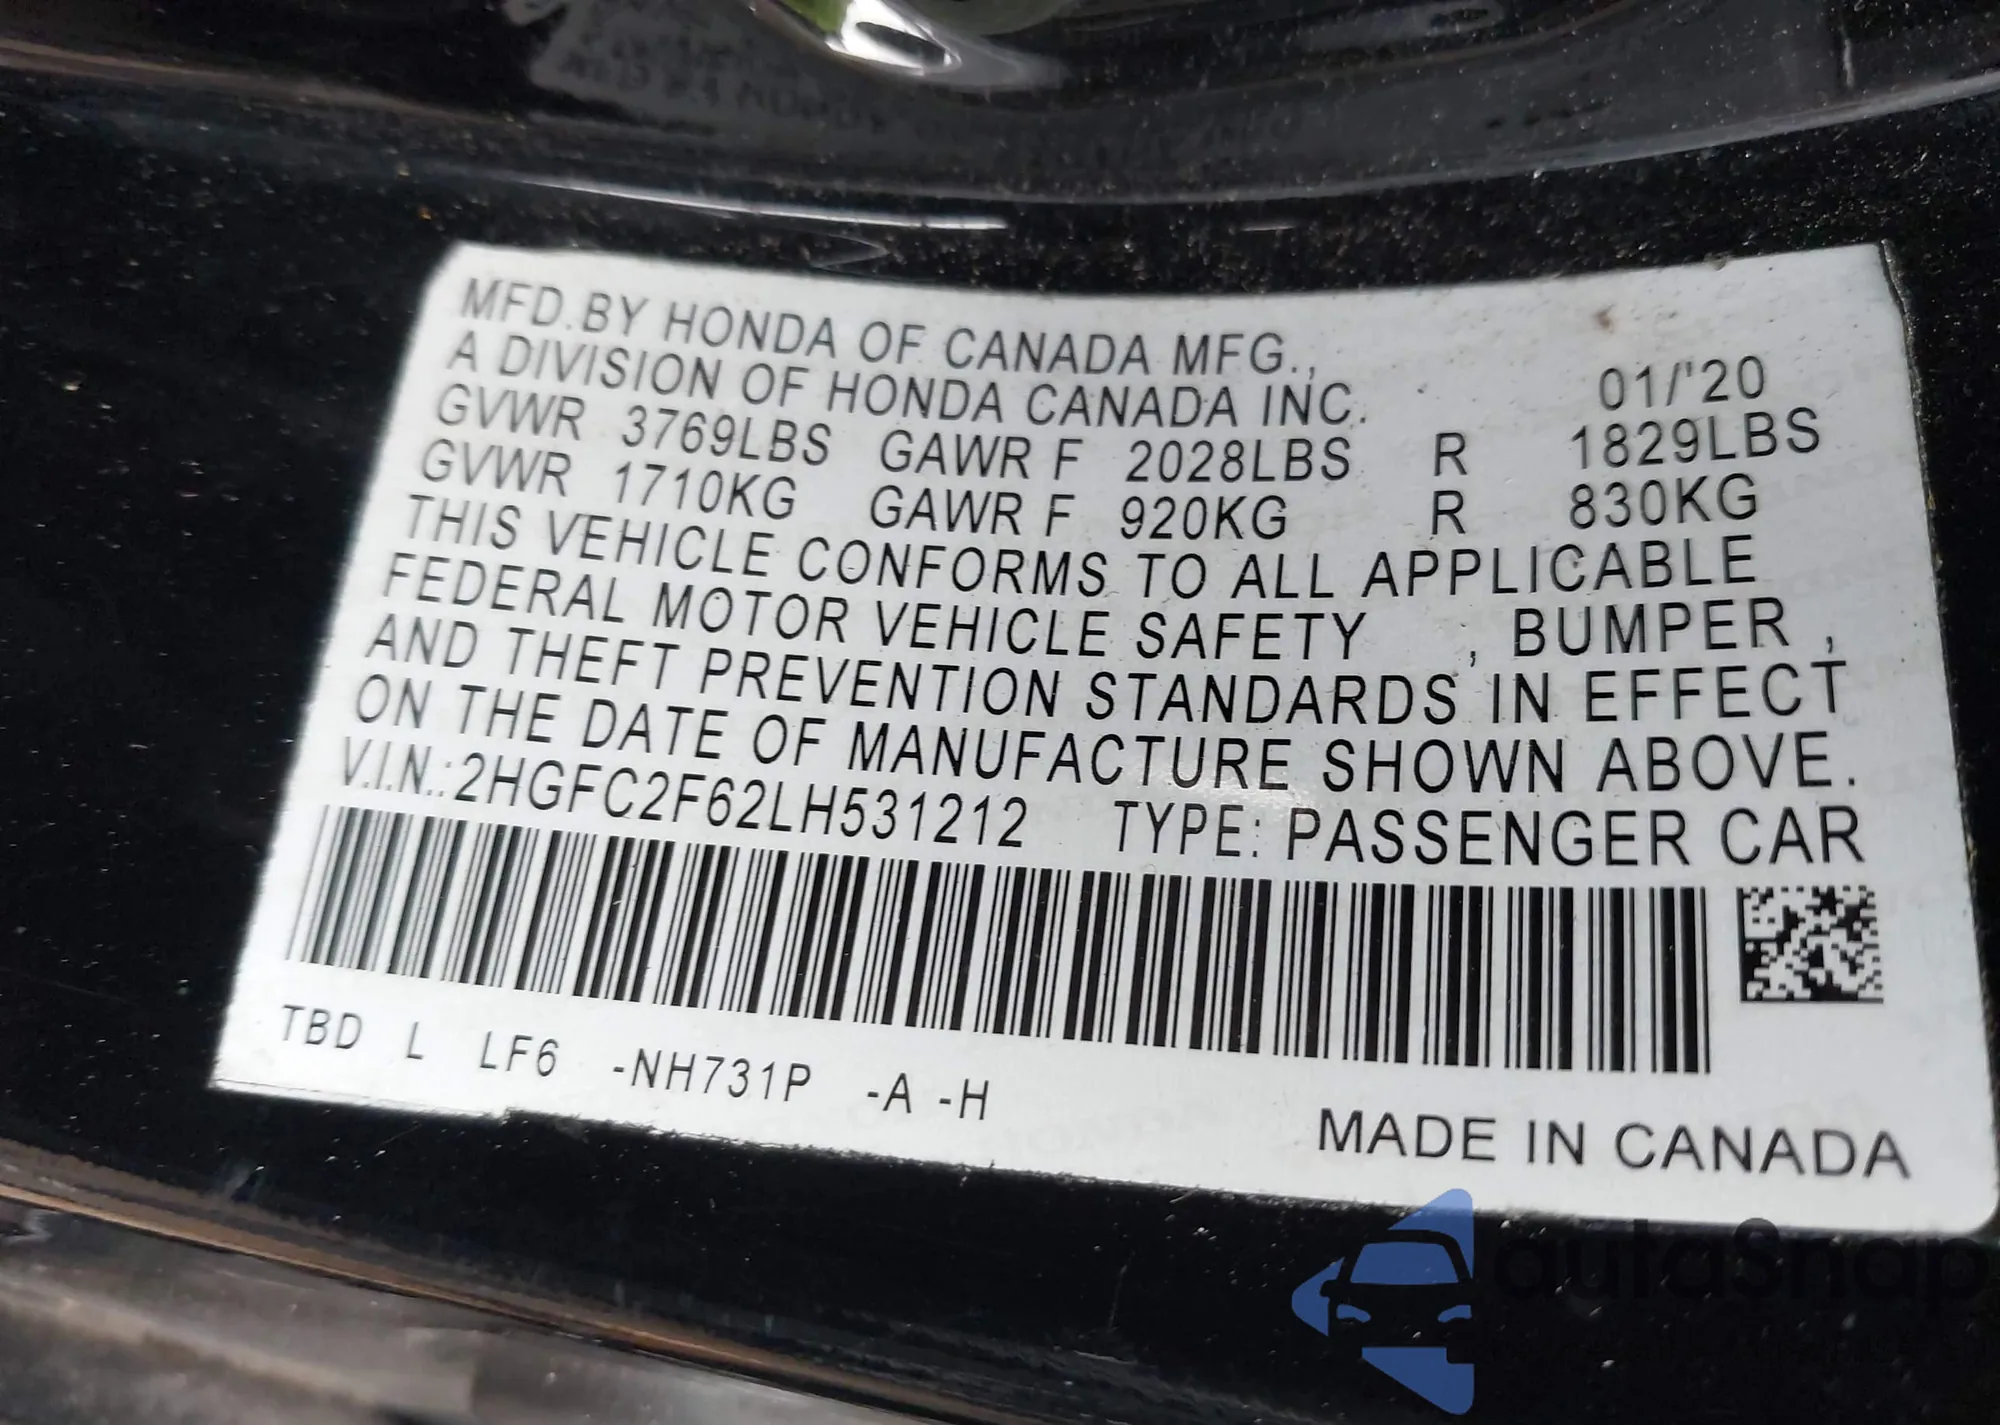 MFD. BY HONDA OF CANADA MFG.,
A DIVISION OF HONDA CANADA INC. 01/'20
GVWR 3769LBS GAWR F 2028LBS R 1829LBS
GVWR 1710KG GAWR F 920KG R 830KG
THIS VEHICLE CONFORMS TO ALL APPLICABLE
FEDERAL MOTOR VEHICLE SAFETY , BUMPER ,
AND THEFT PREVENTION STANDARDS IN EFFECT
ON THE DATE OF MANUFACTURE SHOWN ABOVE.
V.I.N.:2HGFC2F62LH531212 TYPE: PASSENGER CAR
TBD L LF6 -NH731P -A -H
MADE IN CANADA
autoSnap